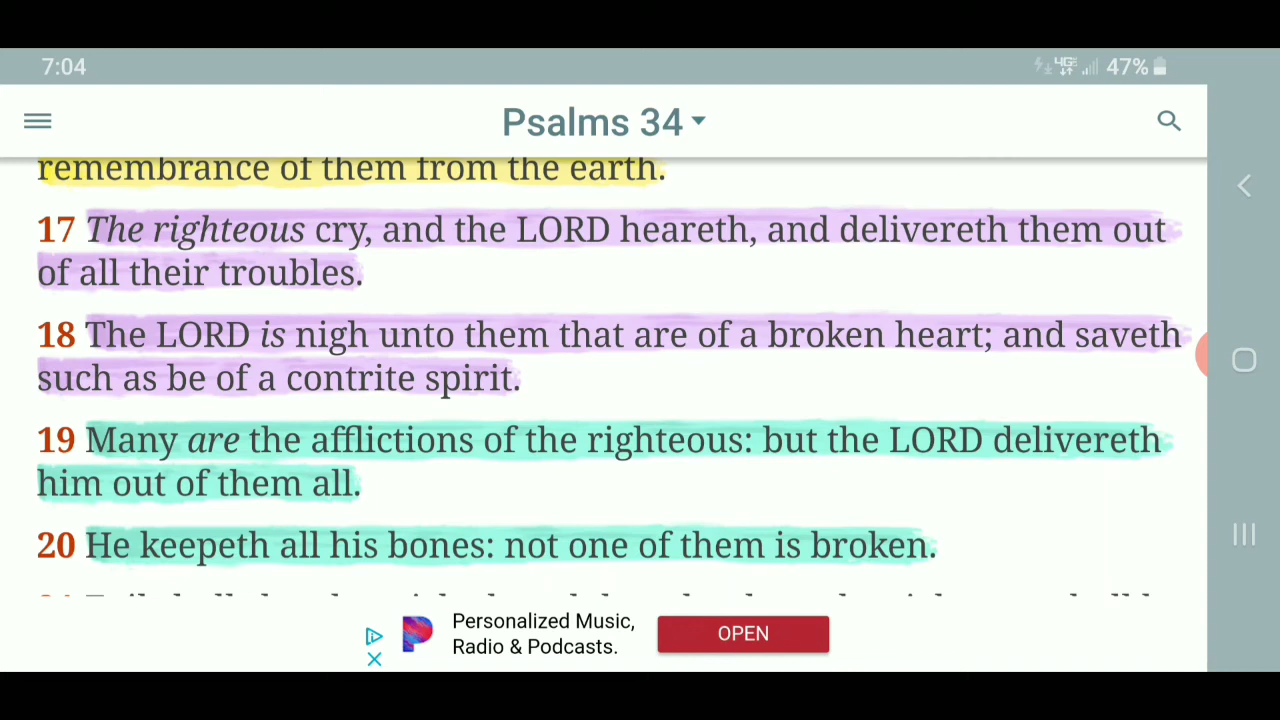 7:04
4G 47%
Psalms 34
remembrance of them from the earth.
17 The righteous cry, and the LORD heareth, and delivereth them out
of all their troubles.
18 The LORD is nigh unto them that are of a broken heart; and saveth
such as be of a contrite spirit.
19 Many are the afflictions of the righteous: but the LORD delivereth
him out of them all.
20 He keepeth all his bones: not one of them is broken.
Personalized Music,
Radio & Podcasts.
OPEN